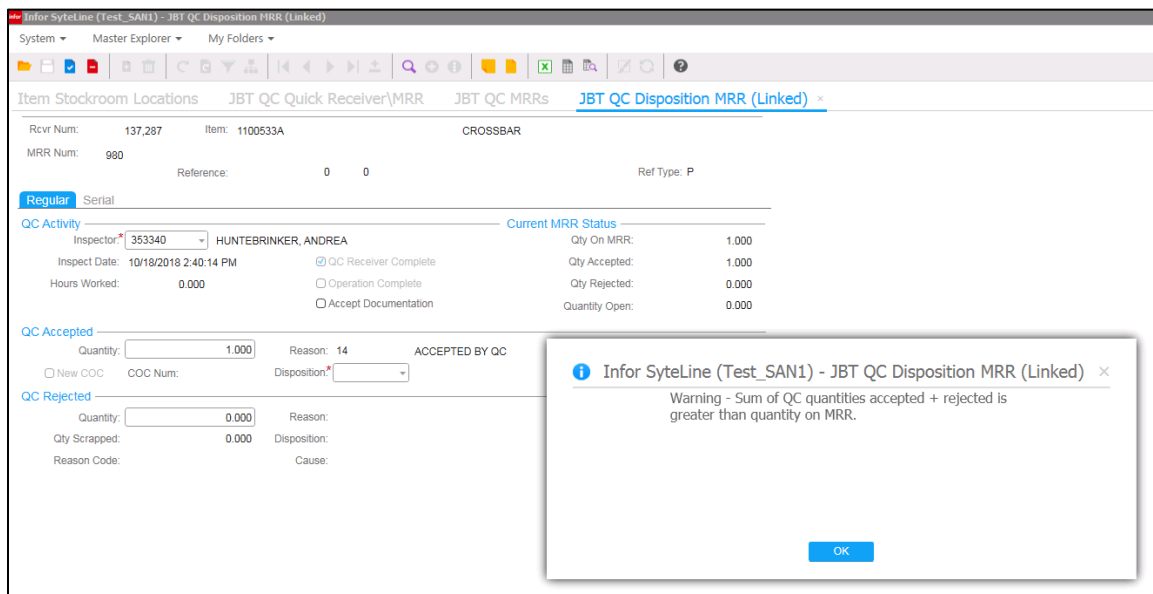 infor Infor SyteLine (Test_SAN1) - JBT QC Disposition MRR (Linked)
System Master Explorer My Folders
Item Stockroom Locations JBT QC Quick Receiver\MRR JBT QC MRRs JBT QC Disposition MRR (Linked) ×
Rcvr Num: 137,287 Item: 1100533A CROSSBAR
MRR Num: 980
Reference: 0 0 Ref Type: P
Regular Serial
QC Activity Current MRR Status
Inspector:* 353340 HUNTEBRINKER, ANDREA Qty On MRR: 1.000
Inspect Date: 10/18/2018 2:40:14 PM QC Receiver Complete Qty Accepted: 1.000
Hours Worked: 0.000 Operation Complete Qty Rejected: 0.000
Accept Documentation Quantity Open: 0.000
QC Accepted
Quantity: 1.000 Reason: 14 ACCEPTED BY QC
New COC COC Num: Disposition:*
QC Rejected
Quantity: 0.000 Reason:
Qty Scrapped: 0.000 Disposition:
Reason Code: Cause:
Infor SyteLine (Test_SAN1) - JBT QC Disposition MRR (Linked) ×
Warning - Sum of QC quantities accepted + rejected is
greater than quantity on MRR.
OK